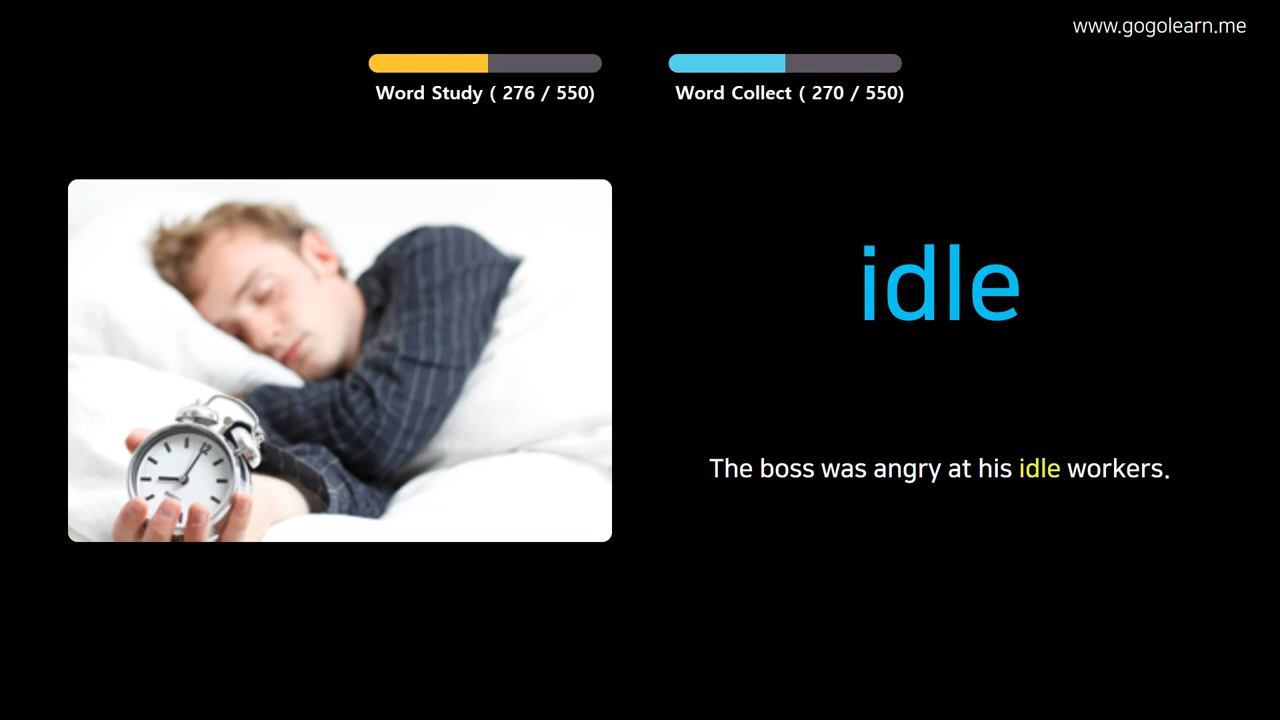 www.gogolearn.me
Word Study ( 276 / 550)
Word Collect ( 270 / 550)
12
idle
The boss was angry at his idle workers.